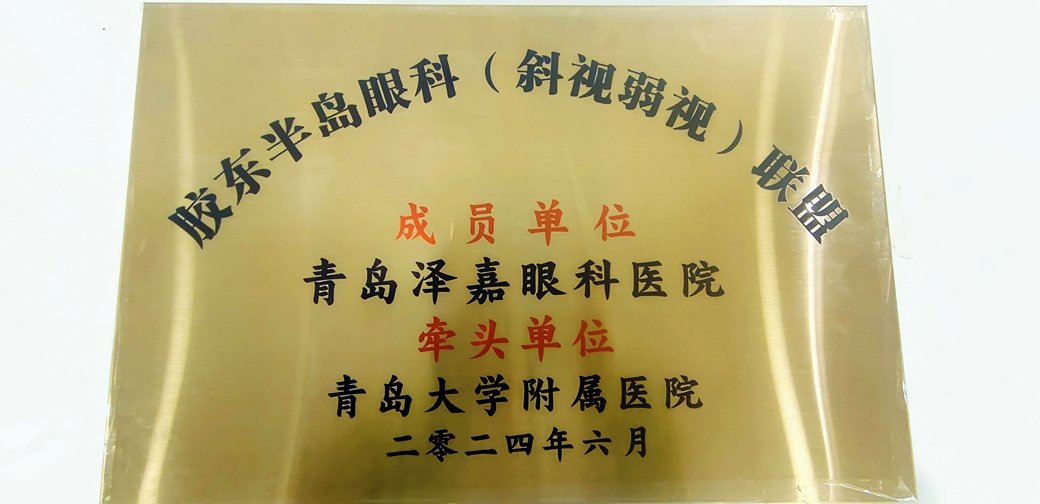 胶东半岛眼科（斜视弱视）联盟
成员单位
青岛泽嘉眼科医院
牵头单位
青岛大学附属医院
二零二四年六月